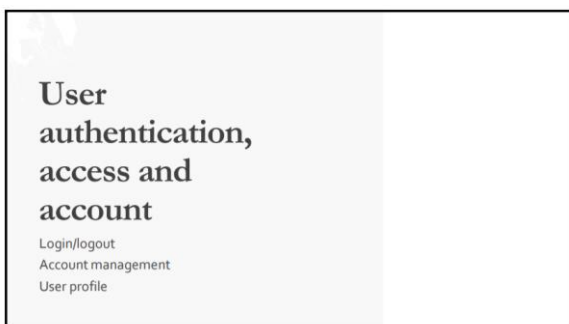 User
authentication,
access and
account
Login/logout
Account management
User profile